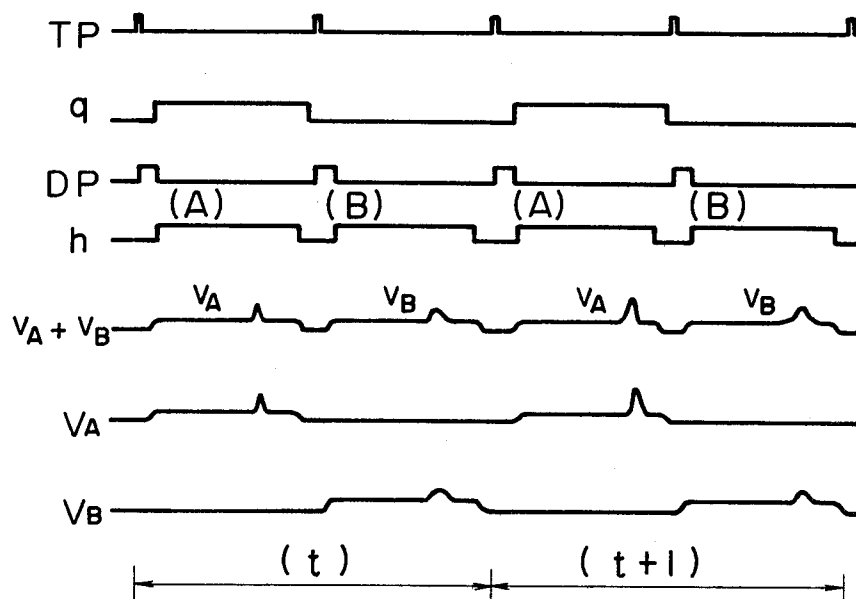 TP
q
DP
(A) (B) (A) (B)
h
VA VB VA VB
VA + VB
VA
VB
(t) (t+1)